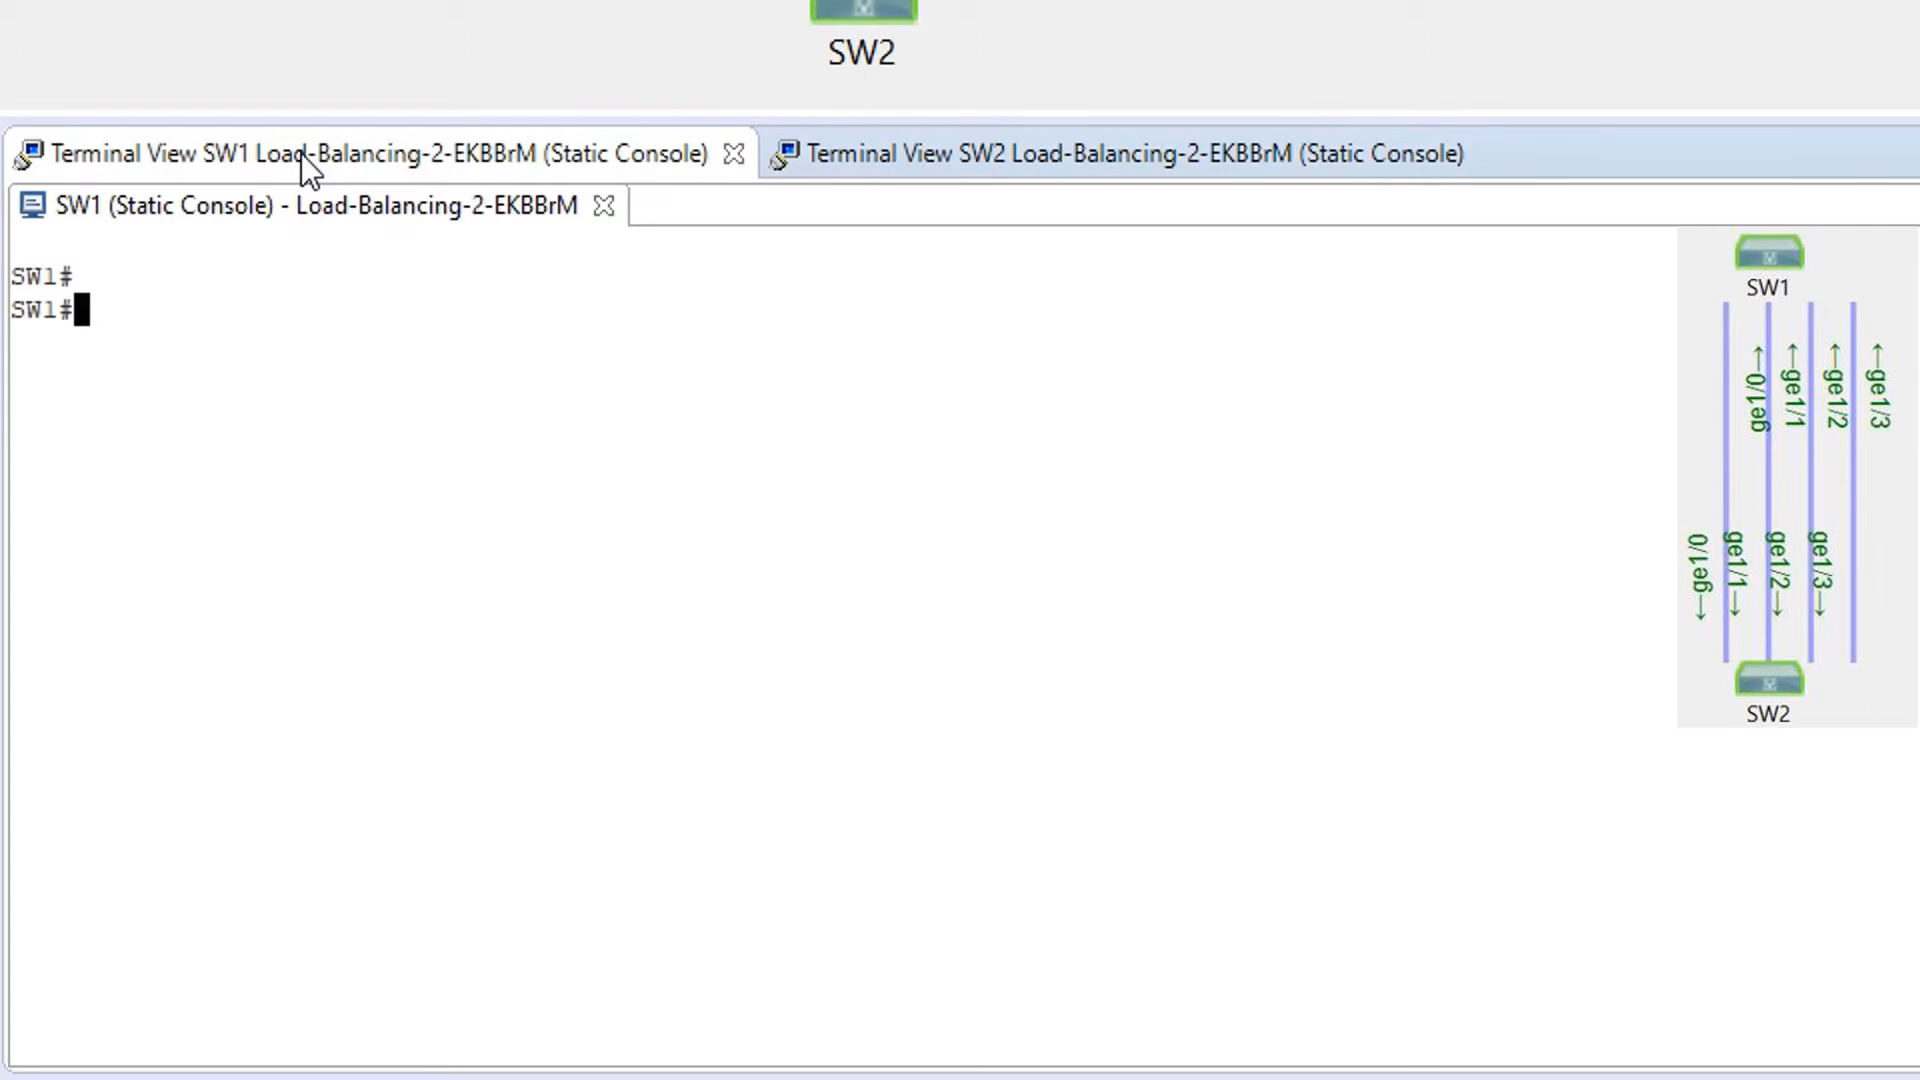 SW2
Terminal View SW1 Load-Balancing-2-EKBBrM (Static Console)
Terminal View SW2 Load-Balancing-2-EKBBrM (Static Console)
SW1 (Static Console) - Load-Balancing-2-EKBBrM
SW1#
SW1#
SW1
←ge1/0
←ge1/1
←ge1/2
←ge1/3
ge1/0→
ge1/1→
ge1/2→
ge1/3→
SW2